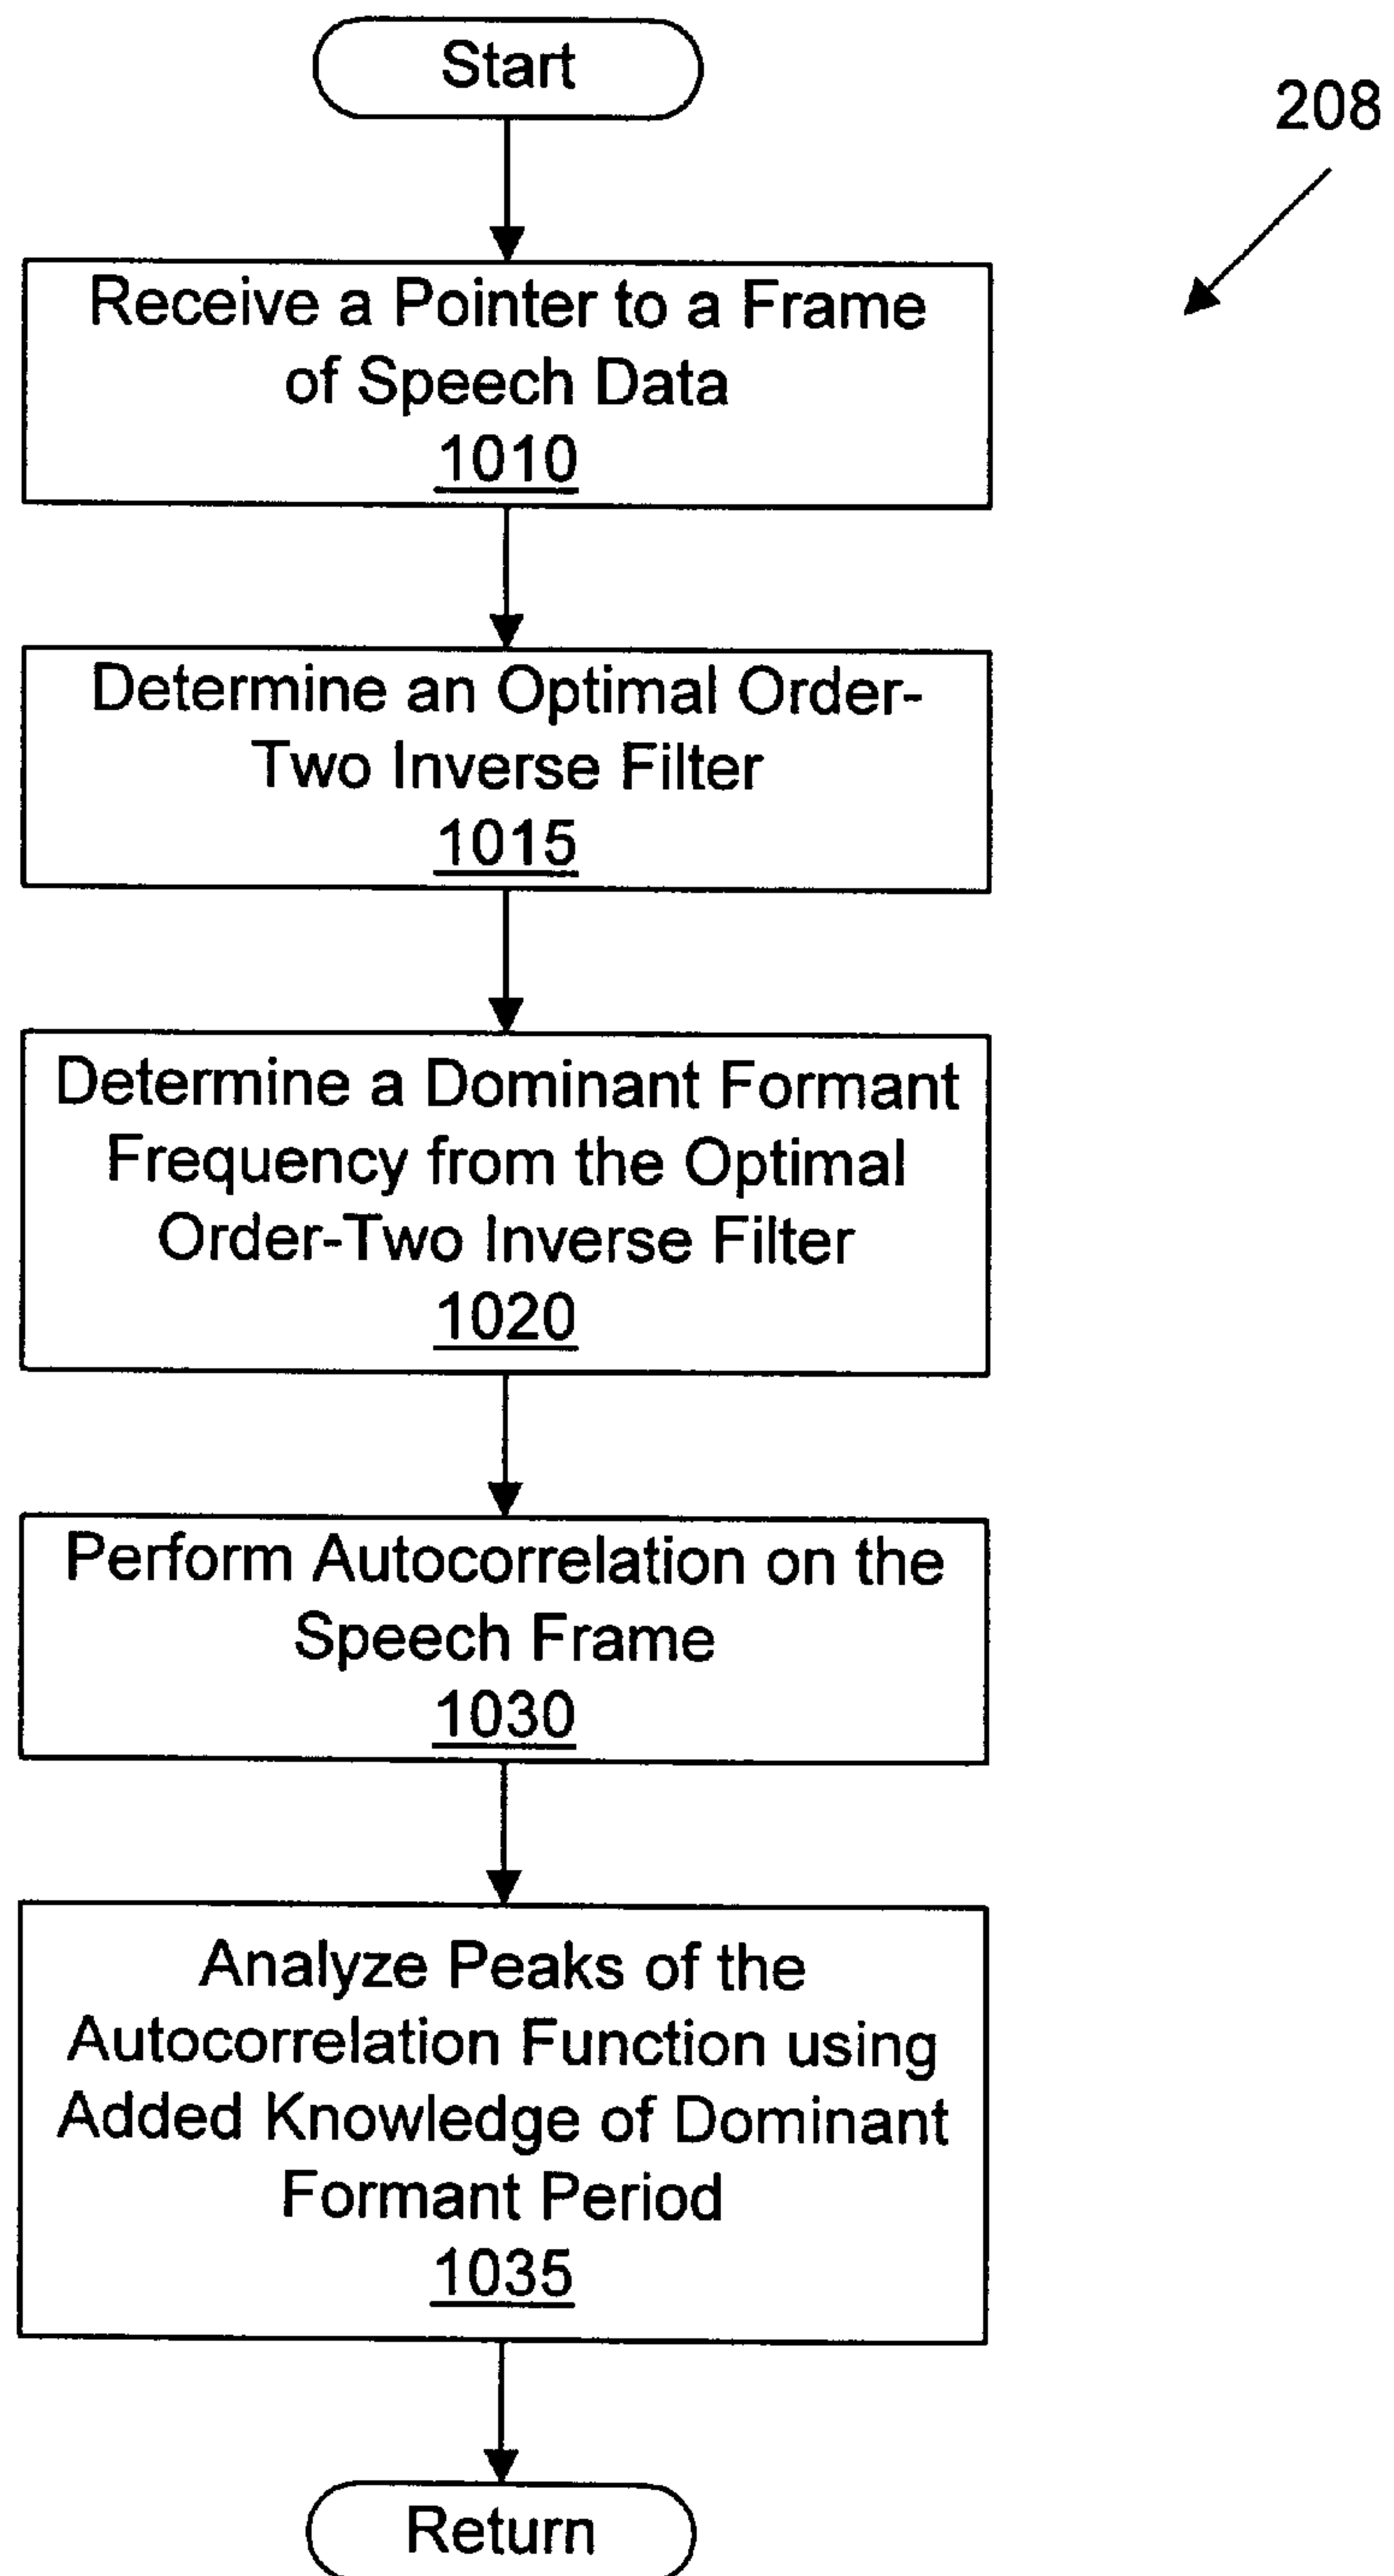 Start
208
Receive a Pointer to a Frame
of Speech Data
1010
Determine an Optimal Order-
Two Inverse Filter
1015
Determine a Dominant Formant
Frequency from the Optimal
Order-Two Inverse Filter
1020
Perform Autocorrelation on the
Speech Frame
1030
Analyze Peaks of the
Autocorrelation Function using
Added Knowledge of Dominant
Formant Period
1035
Return